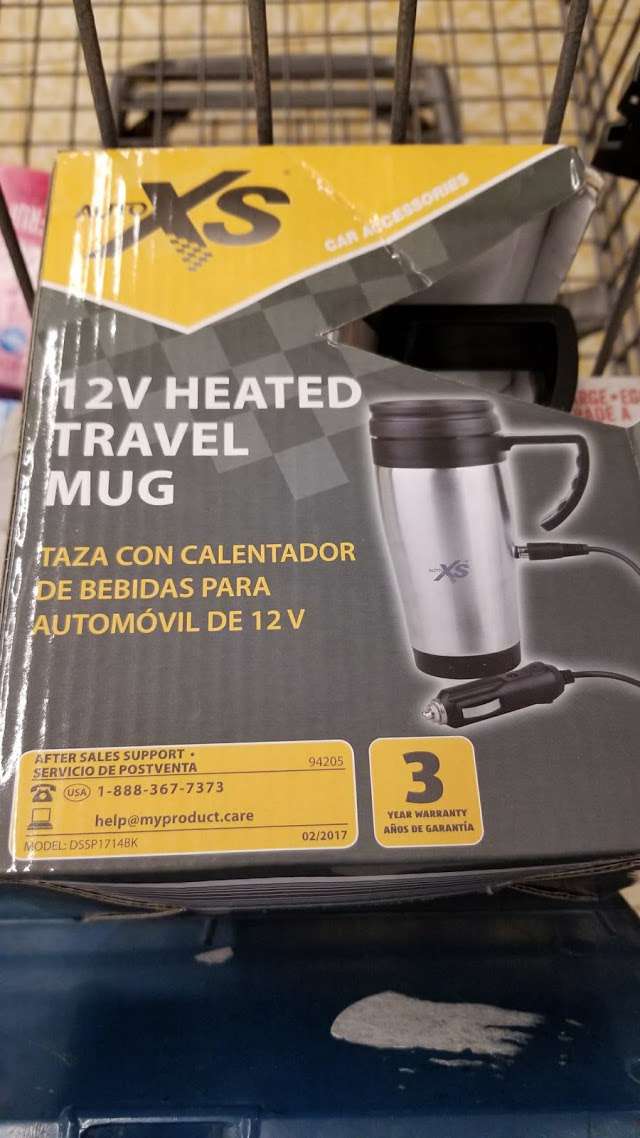 AUTO XS
CAR ACCESSORIES
12V HEATED
TRAVEL
MUG
TAZA CON CALENTADOR
DE BEBIDAS PARA
AUTOMÓVIL DE 12 V
AUTO XS
AFTER SALES SUPPORT •
SERVICIO DE POSTVENTA
94205
USA 1-888-367-7373
help@myproduct.care
MODEL: DSSP1714BK
02/2017
3
YEAR WARRANTY
AÑOS DE GARANTÍA